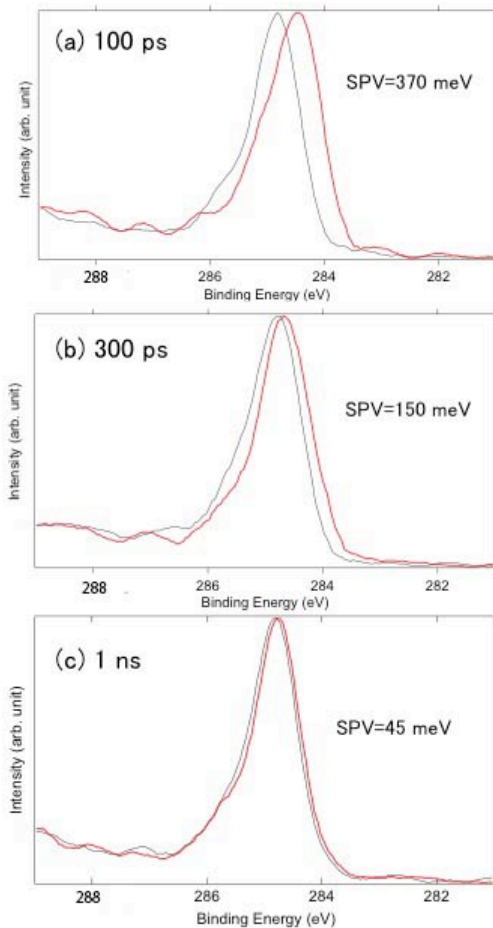 (a) 100 ps
SPV=370 meV
Intensity (arb. unit)
288 286 284 282
Binding Energy (eV)
(b) 300 ps
SPV=150 meV
Intensity (arb. unit)
288 286 284 282
Binding Energy (eV)
(c) 1 ns
SPV=45 meV
Intensity (arb. unit)
288 286 284 282
Binding Energy (eV)